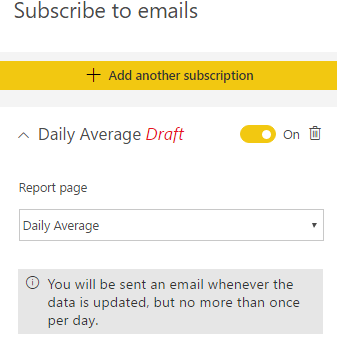 Subscribe to emails
+ Add another subscription
Daily Average Draft
On
Report page
Daily Average
You will be sent an email whenever the
data is updated, but no more than once
per day.